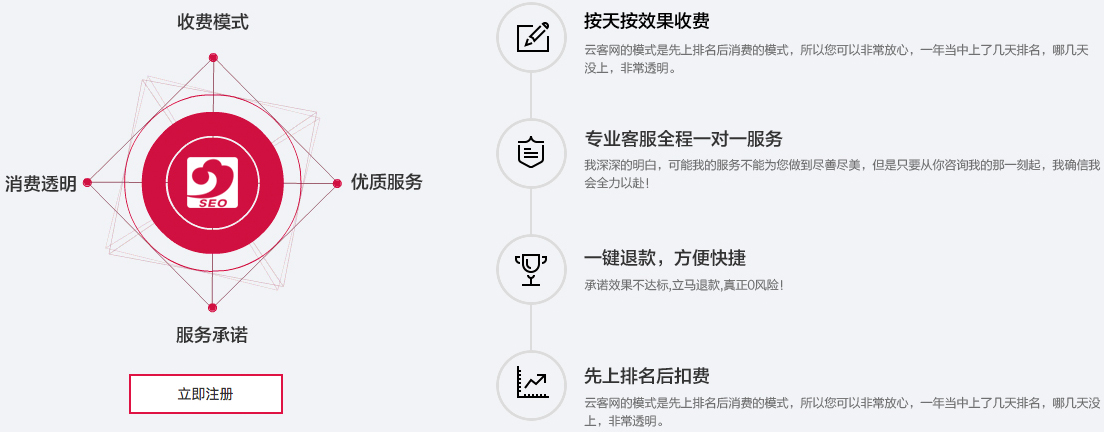 收费模式
消费透明
优质服务
SEO
服务承诺
立即注册
按天按效果收费
云客网的模式是先上排名后消费的模式，所以您可以非常放心，一年当中上了几天排名，哪几天
没上，非常透明。
专业客服全程一对一服务
我深深的明白，可能我的服务不能为您做到尽善尽美，但是只要从你咨询我的那一刻起，我确信我
会全力以赴！
一键退款，方便快捷
承诺效果不达标,立马退款,真正0风险！
先上排名后扣费
云客网的模式是先上排名后消费的模式，所以您可以非常放心，一年当中上了几天排名，哪几天没
上，非常透明。